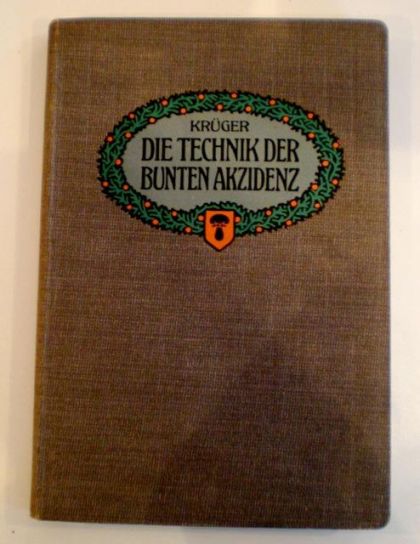 KRÜGER
DIE TECHNIK DER
BUNTEN AKZIDENZ